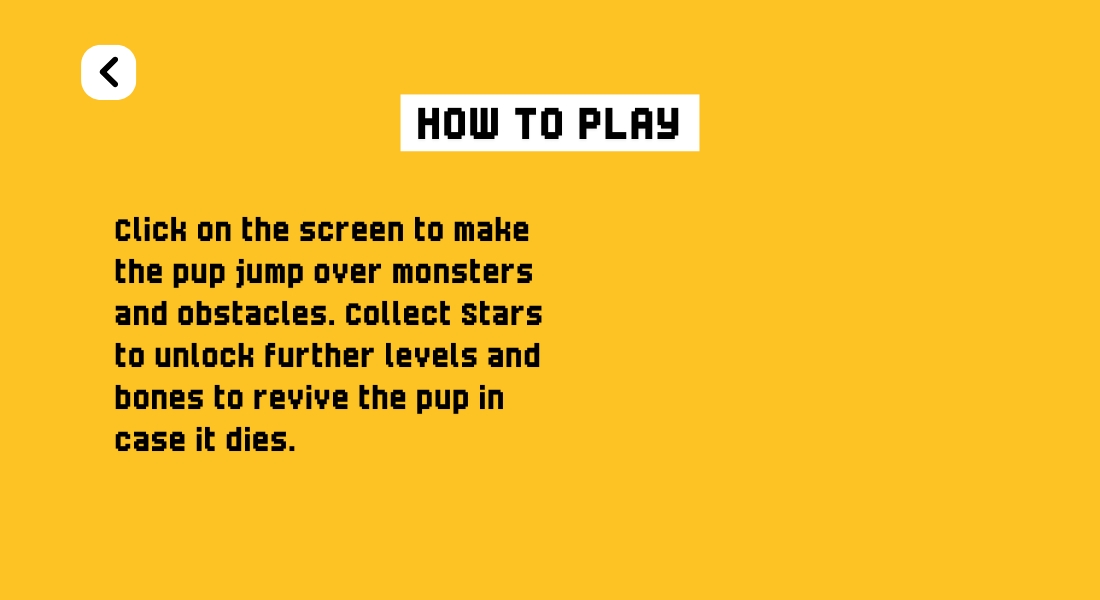 HOW TO PLAY
Click on the screen to make
the pup jump over monsters
and obstacles. Collect Stars
to unlock further levels and
bones to revive the pup in
case it dies.